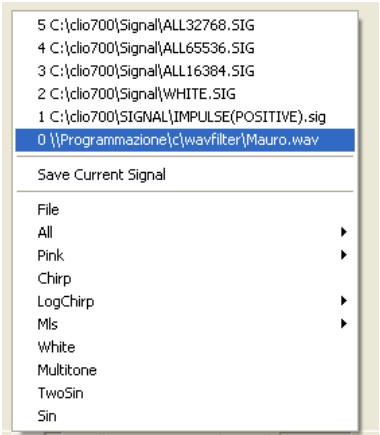 5 C:\clio700\Signal\ALL32768.SIG
4 C:\clio700\Signal\ALL65536.SIG
3 C:\clio700\Signal\ALL16384.SIG
2 C:\clio700\Signal\WHITE.SIG
1 C:\clio700\SIGNAL\IMPULSE(POSITIVE).sig
0 \\Programmazione\c\wavfilter\Mauro.wav
Save Current Signal
File
All
Pink
Chirp
LogChirp
Mls
White
Multitone
TwoSin
Sin